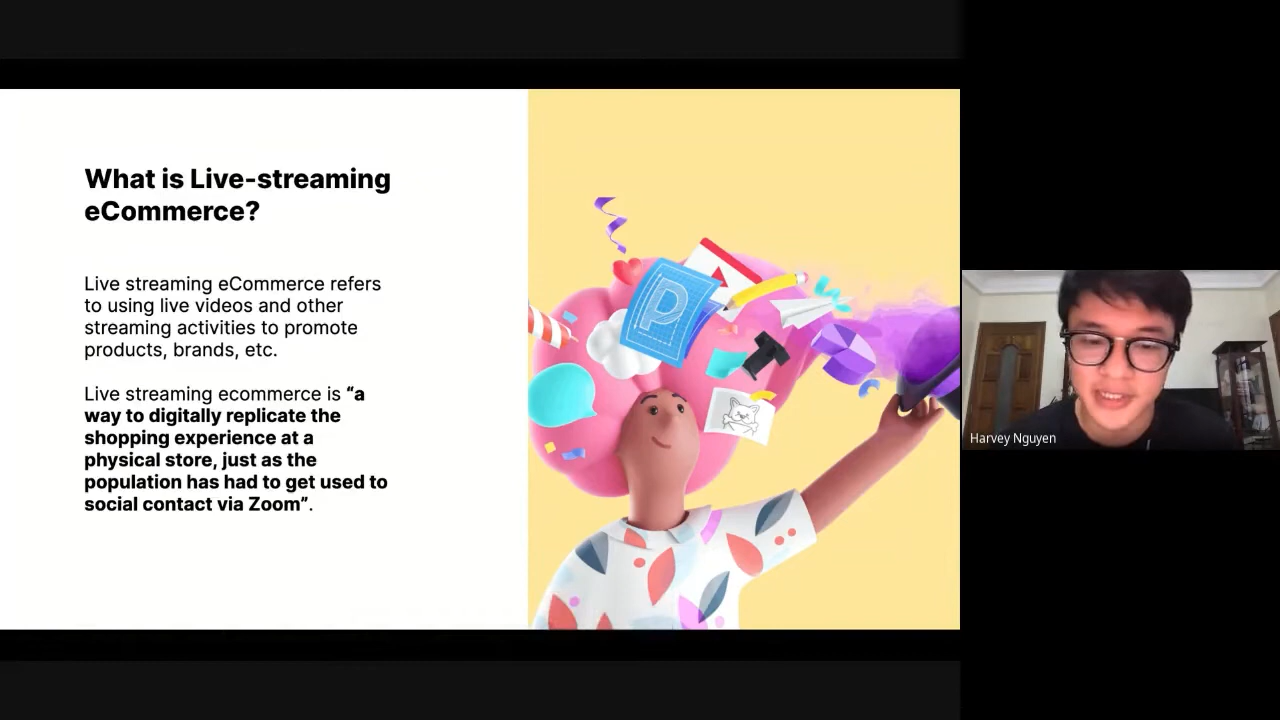 What is Live-streaming
eCommerce?
Live streaming eCommerce refers
to using live videos and other
streaming activities to promote
products, brands, etc.
Live streaming ecommerce is “a
way to digitally replicate the
shopping experience at a
physical store, just as the
population has had to get used to
social contact via Zoom”.
P
Harvey Nguyen